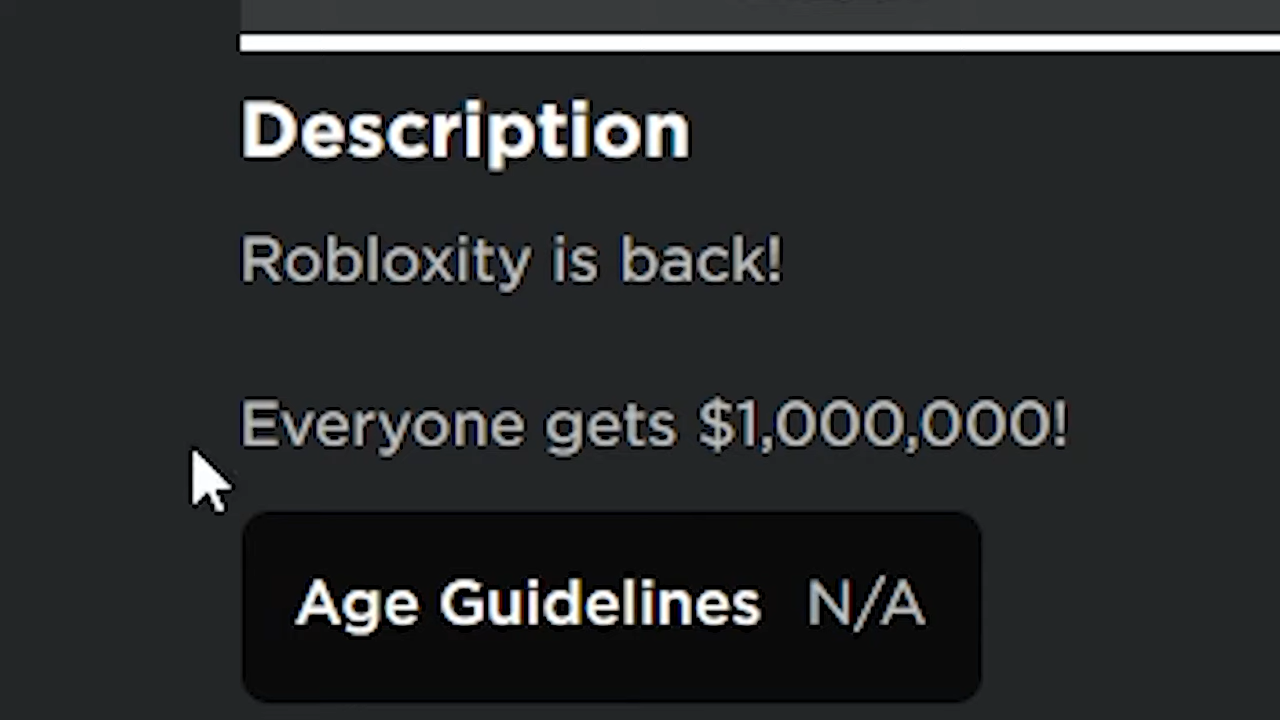 Description
Robloxity is back!
Everyone gets $1,000,000!
Age Guidelines N/A